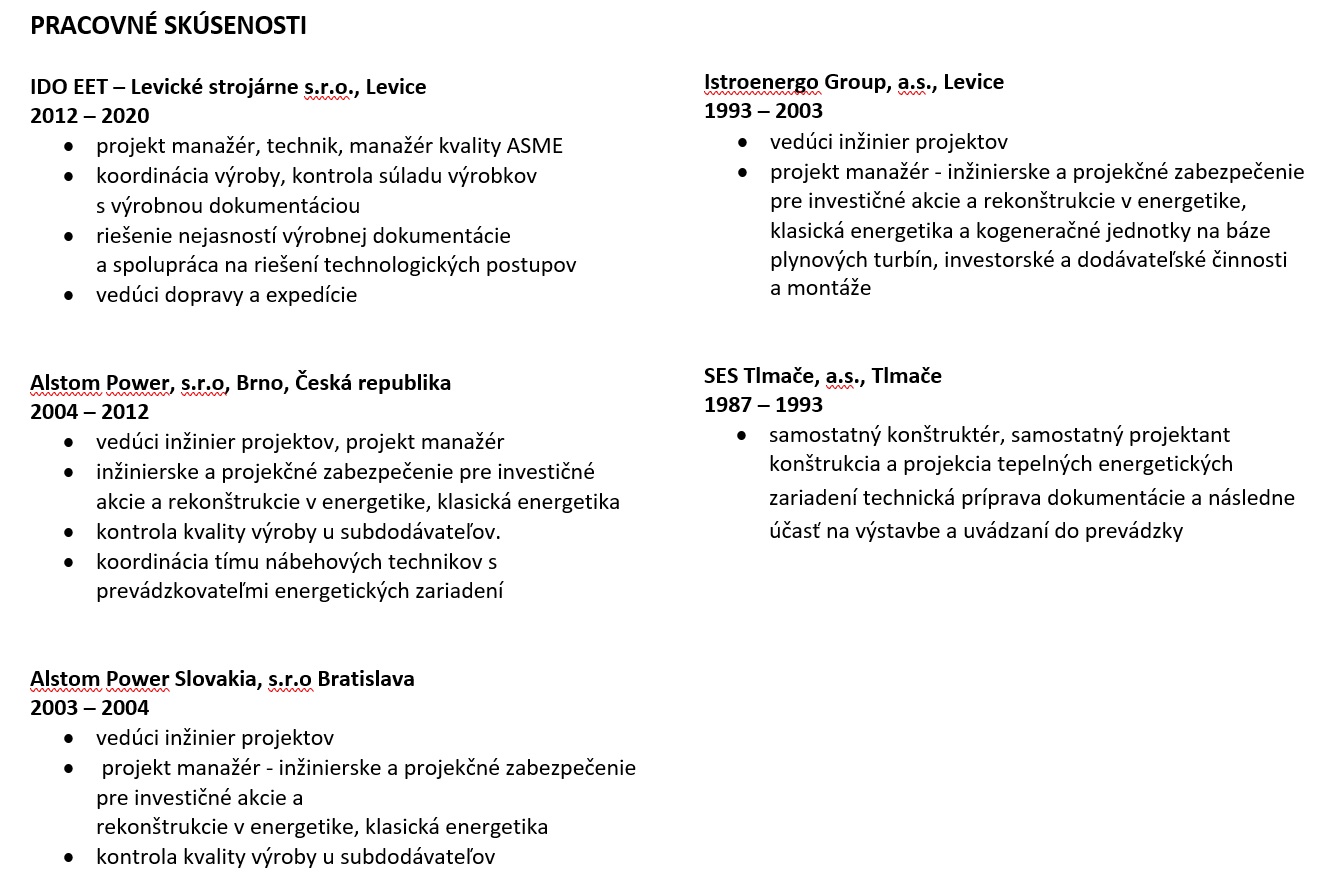 PRACOVNÉ SKÚSENOSTI
IDO EET – Levické strojárne s.r.o., Levice
2012 – 2020
• projekt manažér, technik, manažér kvality ASME
• koordinácia výroby, kontrola súladu výrobkov
s výrobnou dokumentáciou
• riešenie nejasností výrobnej dokumentácie
a spolupráca na riešení technologických postupov
• vedúci dopravy a expedície
Alstom Power, s.r.o, Brno, Česká republika
2004 – 2012
• vedúci inžinier projektov, projekt manažér
• inžinierske a projekčné zabezpečenie pre investičné
akcie a rekonštrukcie v energetike, klasická energetika
• kontrola kvality výroby u subdodávateľov.
• koordinácia tímu nábehových technikov s
prevádzkovateľmi energetických zariadení
Alstom Power Slovakia, s.r.o Bratislava
2003 – 2004
• vedúci inžinier projektov
• projekt manažér - inžinierske a projekčné zabezpečenie
pre investičné akcie a
rekonštrukcie v energetike, klasická energetika
• kontrola kvality výroby u subdodávateľov
Istroenergo Group, a.s., Levice
1993 – 2003
• vedúci inžinier projektov
• projekt manažér - inžinierske a projekčné zabezpečenie
pre investičné akcie a rekonštrukcie v energetike,
klasická energetika a kogeneračné jednotky na báze
plynových turbín, investorské a dodávateľské činnosti
a montáže
SES Tlmače, a.s., Tlmače
1987 – 1993
• samostatný konštruktér, samostatný projektant
konštrukcia a projekcia tepelných energetických
zariadení technická príprava dokumentácie a následne
účasť na výstavbe a uvádzaní do prevádzky